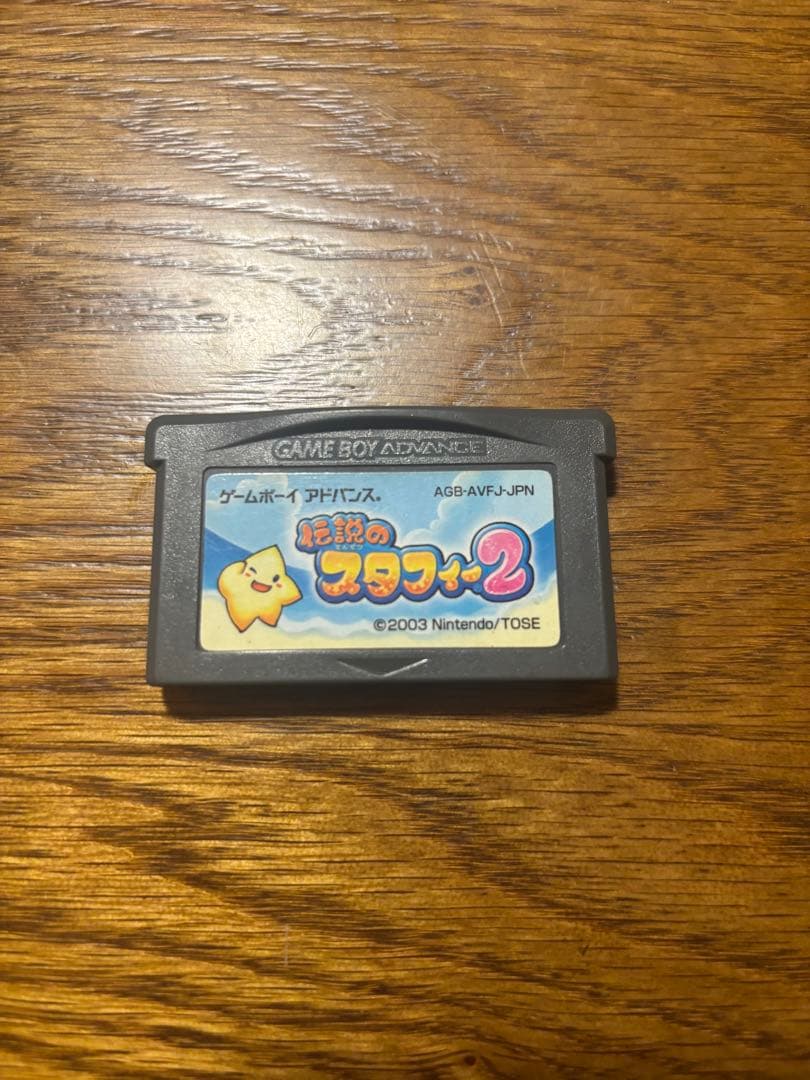 GAME BOY ADVANCE
ゲームボーイ アドバンス® AGB-AVFJ-JPN
伝説の
でんせつ
スタフィー2
©2003 Nintendo/TOSE